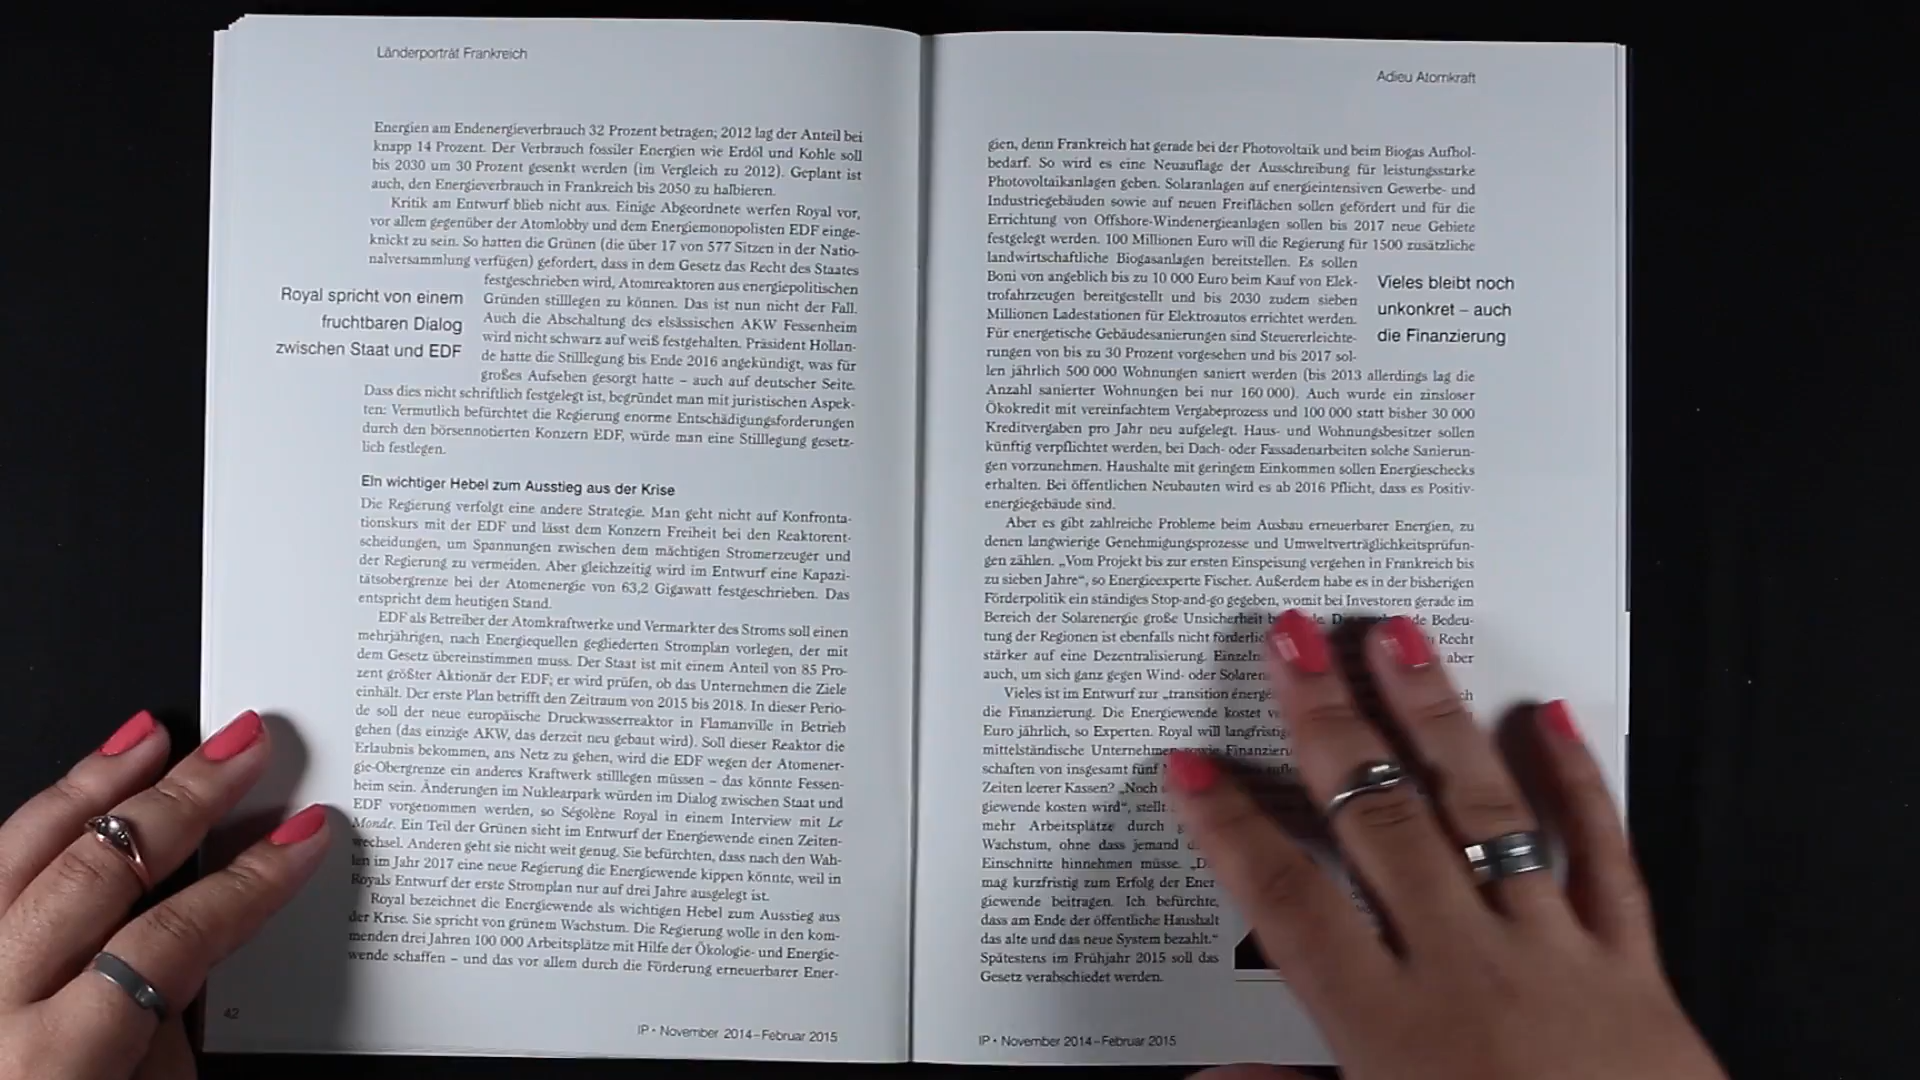 Länderporträt Frankreich
Energien am Endenergieverbrauch 32 Prozent betragen; 2012 lag der Anteil bei
knapp 14 Prozent. Der Verbrauch fossiler Energien wie Erdöl und Kohle soll
bis 2030 um 30 Prozent gesenkt werden (im Vergleich zu 2012). Geplant ist
auch, den Energieverbrauch in Frankreich bis 2050 zu halbieren.
Kritik am Entwurf blieb nicht aus. Einige Abgeordnete werfen Royal vor,
vor allem gegenüber der Atomlobby und dem Energiemonopolisten EDF einge-
knickt zu sein. So hatten die Grünen (die über 17 von 577 Sitzen in der Natio-
nalversammlung verfügen) gefordert, dass in dem Gesetz das Recht des Staates
festgeschrieben wird, Atomreaktoren aus energiepolitischen
Gründen stilllegen zu können. Das ist nun nicht der Fall.
Auch die Abschaltung des elsässischen AKW Fessenheim
wird nicht schwarz auf weiß festgehalten. Präsident Hollan-
de hatte die Stilllegung bis Ende 2016 angekündigt, was für
großes Aufsehen gesorgt hatte – auch auf deutscher Seite.
Royal spricht von einem
fruchtbaren Dialog
zwischen Staat und EDF
Dass dies nicht schriftlich festgelegt ist, begründet man mit juristischen Aspek-
ten: Vermutlich befürchtet die Regierung enorme Entschädigungsforderungen
durch den börsennotierten Konzern EDF, würde man eine Stilllegung gesetz-
lich festlegen.
Ein wichtiger Hebel zum Ausstieg aus der Krise
Die Regierung verfolgt eine andere Strategie. Man geht nicht auf Konfronta-
tionskurs mit der EDF und lässt dem Konzern Freiheit bei den Reaktorent-
scheidungen, um Spannungen zwischen dem mächtigen Stromerzeuger und
der Regierung zu vermeiden. Aber gleichzeitig wird im Entwurf eine Kapazi-
tätsobergrenze bei der Atomenergie von 63,2 Gigawatt festgeschrieben. Das
entspricht dem heutigen Stand.
EDF als Betreiber der Atomkraftwerke und Vermarkter des Stroms soll einen
mehrjährigen, nach Energiequellen gegliederten Stromplan vorlegen, der mit
dem Gesetz übereinstimmen muss. Der Staat ist mit einem Anteil von 85 Pro-
zent größter Aktionär der EDF; er wird prüfen, ob das Unternehmen die Ziele
einhält. Der erste Plan betrifft den Zeitraum von 2015 bis 2018. In dieser Perio-
de soll der neue europäische Druckwasserreaktor in Flamanville in Betrieb
gehen (das einzige AKW, das derzeit neu gebaut wird). Soll dieser Reaktor die
Erlaubnis bekommen, ans Netz zu gehen, wird die EDF wegen der Atomener-
gie-Obergrenze ein anderes Kraftwerk stilllegen müssen – das könnte Fessen-
heim sein. Änderungen im Nuklearpark würden im Dialog zwischen Staat und
EDF vorgenommen werden, so Ségolène Royal in einem Interview mit Le
Monde. Ein Teil der Grünen sieht im Entwurf der Energiewende einen Zeiten-
wechsel. Anderen geht sie nicht weit genug. Sie befürchten, dass nach den Wah-
len im Jahr 2017 eine neue Regierung die Energiewende kippen könnte, weil in
Royals Entwurf der erste Stromplan nur auf drei Jahre ausgelegt ist.
Royal bezeichnet die Energiewende als wichtigen Hebel zum Ausstieg aus
der Krise. Sie spricht von grünem Wachstum. Die Regierung wolle in den kom-
menden drei Jahren 100 000 Arbeitsplätze mit Hilfe der Ökologie- und Energie-
wende schaffen – und das vor allem durch die Förderung erneuerbarer Ener-
42
IP • November 2014 – Februar 2015
Adieu Atomkraft
gien, denn Frankreich hat gerade bei der Photovoltaik und beim Biogas Aufhol-
bedarf. So wird es eine Neuauflage der Ausschreibung für leistungsstarke
Photovoltaikanlagen geben. Solaranlagen auf energieintensiven Gewerbe- und
Industriegebäuden sowie auf neuen Freiflächen sollen gefördert und für die
Errichtung von Offshore-Windenergieanlagen sollen bis 2017 neue Gebiete
festgelegt werden. 100 Millionen Euro will die Regierung für 1500 zusätzliche
landwirtschaftliche Biogasanlagen bereitstellen. Es sollen
Boni von angeblich bis zu 10 000 Euro beim Kauf von Elek-
trofahrzeugen bereitgestellt und bis 2030 zudem sieben
Millionen Ladestationen für Elektroautos errichtet werden.
Für energetische Gebäudesanierungen sind Steuererleichte-
rungen von bis zu 30 Prozent vorgesehen und bis 2017 sol-
Vieles bleibt noch
unkonkret – auch
die Finanzierung
len jährlich 500 000 Wohnungen saniert werden (bis 2013 allerdings lag die
Anzahl sanierter Wohnungen bei nur 160 000). Auch wurde ein zinsloser
Ökokredit mit vereinfachtem Vergabeprozess und 100 000 statt bisher 30 000
Kreditvergaben pro Jahr neu aufgelegt. Haus- und Wohnungsbesitzer sollen
künftig verpflichtet werden, bei Dach- oder Fassadenarbeiten solche Sanierun-
gen vorzunehmen. Haushalte mit geringem Einkommen sollen Energieschecks
erhalten. Bei öffentlichen Neubauten wird es ab 2016 Pflicht, dass es Positiv-
energiegebäude sind.
Aber es gibt zahlreiche Probleme beim Ausbau erneuerbarer Energien, zu
denen langwierige Genehmigungsprozesse und Umweltverträglichkeitsprüfun-
gen zählen. „Vom Projekt bis zur ersten Einspeisung vergehen in Frankreich bis
zu sieben Jahre“, so Energieexperte Fischer. Außerdem habe es in der bisherigen
Förderpolitik ein ständiges Stop-and-go gegeben, womit bei Investoren gerade im
Bereich der Solarenergie große Unsicherheit Bedeu-
tung der Regionen ist ebenfalls nicht Recht
stärker auf eine Dezentralisierung. aber
auch, um sich ganz gegen Wind- oder
Vieles ist im Entwurf zur „transition
die Finanzierung. Die Energiewende kostet
Euro jährlich, so Experten. Royal will
mittelständische Unternehmen sowie
schaften von insgesamt fünf
Zeiten leerer Kassen? „Noch
giewende kosten wird“, stellt
mehr Arbeitsplätze durch
Wachstum, ohne dass jemand
Einschnitte hinnehmen müsse.
mag kurzfristig zum Erfolg der Ener
giewende beitragen. Ich befürchte,
dass am Ende der öffentliche Haushalt
das alte und das neue System bezahlt.“
Spätestens im Frühjahr 2015 soll das
Gesetz verabschiedet werden.
IP • November 2014 – Februar 2015